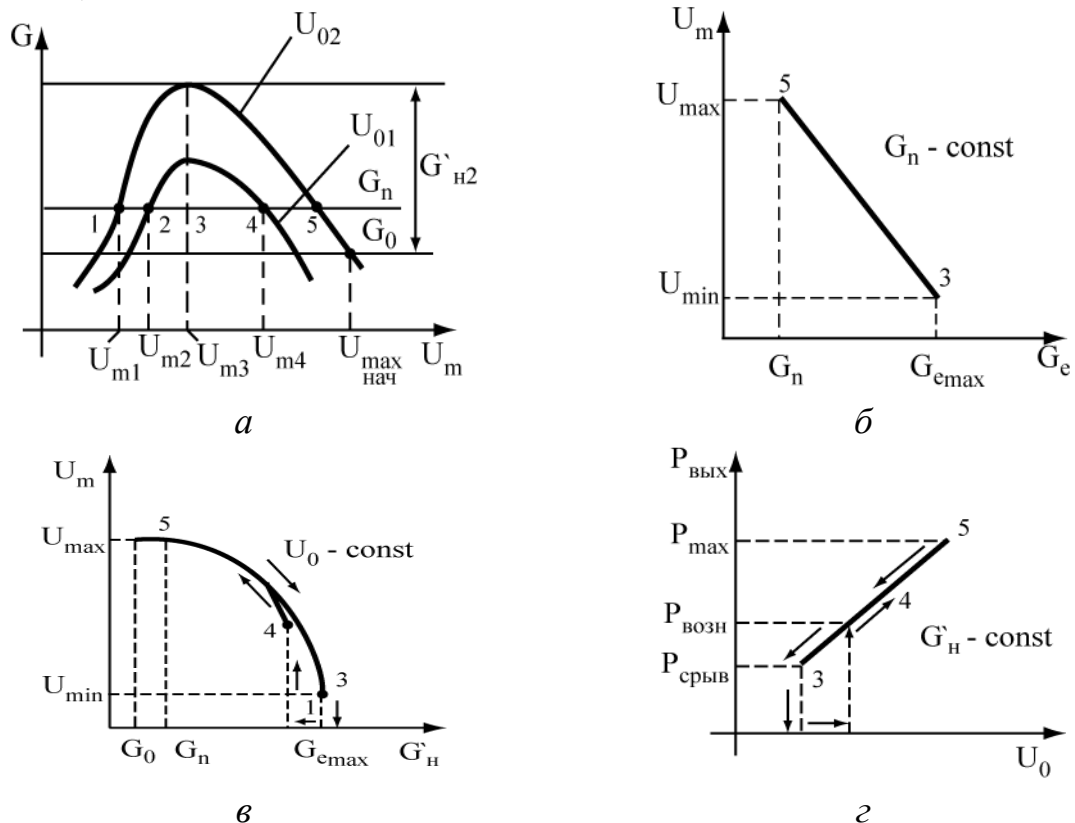 G
U02
U01
G`н2
Gn
G0
1
2
3
4
5
Um1
Um2
Um3
Um4
Umax
нач
Um
а
Um
Umax
5
Gn - const
Umin
3
Gn
Gemax
Ge
б
Um
Umax
5
U0 - const
4
Umin
3
1
G0
Gn
Gemax
G`н
в
Pвых
Pmax
5
4
Pвозн
G`н - const
Pсрыв
3
U0
г